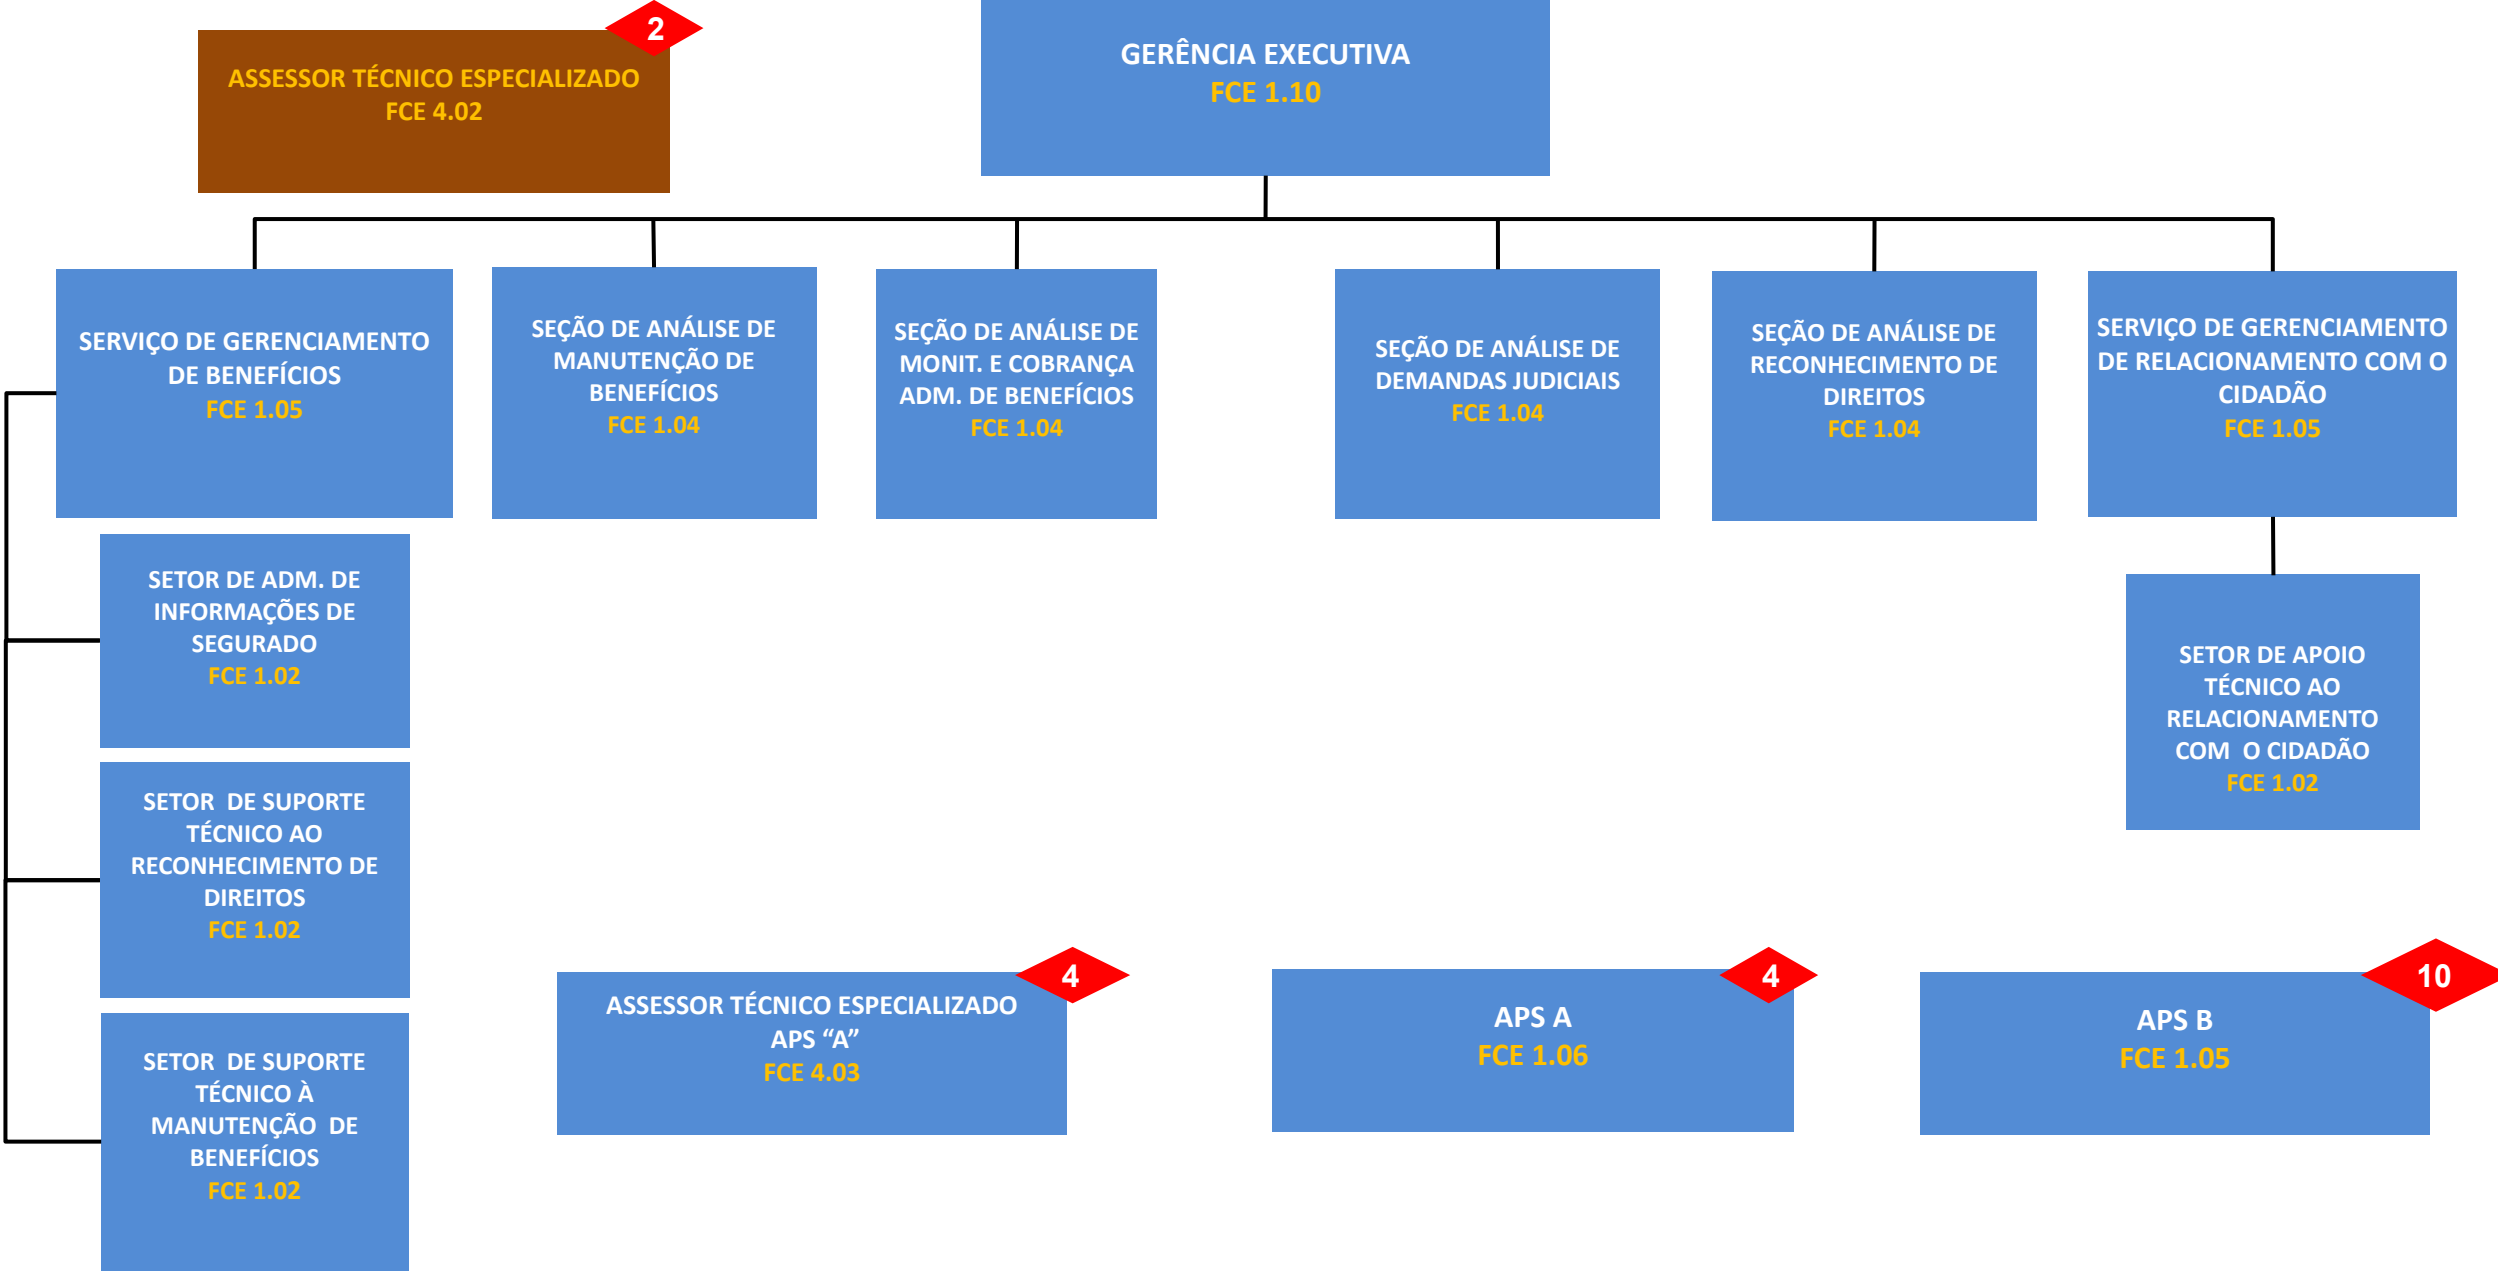 2
ASSESSOR TÉCNICO ESPECIALIZADO
FCE 4.02
GERÊNCIA EXECUTIVA
FCE 1.10
SERVIÇO DE GERENCIAMENTO
DE BENEFÍCIOS
FCE 1.05
SEÇÃO DE ANÁLISE DE
MANUTENÇÃO DE
BENEFÍCIOS
FCE 1.04
SEÇÃO DE ANÁLISE DE
MONIT. E COBRANÇA
ADM. DE BENEFÍCIOS
FCE 1.04
SEÇÃO DE ANÁLISE DE
DEMANDAS JUDICIAIS
FCE 1.04
SEÇÃO DE ANÁLISE DE
RECONHECIMENTO DE
DIREITOS
FCE 1.04
SERVIÇO DE GERENCIAMENTO
DE RELACIONAMENTO COM O
CIDADÃO
FCE 1.05
SETOR DE ADM. DE
INFORMAÇÕES DE
SEGURADO
FCE 1.02
SETOR DE APOIO
TÉCNICO AO
RELACIONAMENTO
COM  O CIDADÃO
FCE 1.02
SETOR  DE SUPORTE
TÉCNICO AO
RECONHECIMENTO DE
DIREITOS
FCE 1.02
SETOR  DE SUPORTE
TÉCNICO À
MANUTENÇÃO  DE
BENEFÍCIOS
FCE 1.02
4
ASSESSOR TÉCNICO ESPECIALIZADO
APS “A”
FCE 4.03
4
APS A
FCE 1.06
10
APS B
FCE 1.05